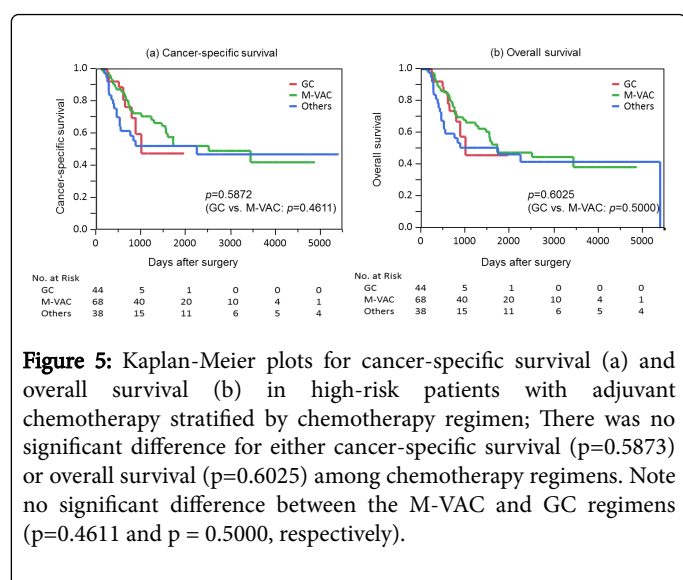 (a) Cancer-specific survival
1.0
0.8
0.6
0.4
0.2
0.0
Cancer-specific survival
GC
M-VAC
Others
p=0.5872
(GC vs. M-VAC: p=0.4611)
0 1000 2000 3000 4000 5000
Days after surgery
No. at Risk
GC 44 5 1 0 0 0
M-VAC 68 40 20 10 4 1
Others 38 15 11 6 5 4
(b) Overall survival
1.0
0.8
0.6
0.4
0.2
0.0
Overall survival
GC
M-VAC
Others
p=0.6025
(GC vs. M-VAC: p=0.5000)
0 1000 2000 3000 4000 5000
Days after surgery
No. at Risk
GC 44 5 1 0 0 0
M-VAC 68 40 20 10 4 1
Others 38 15 11 6 5 4
Figure 5: Kaplan-Meier plots for cancer-specific survival (a) and
overall survival (b) in high-risk patients with adjuvant
chemotherapy stratified by chemotherapy regimen; There was no
significant difference for either cancer-specific survival (p=0.5873)
or overall survival (p=0.6025) among chemotherapy regimens. Note
no significant difference between the M-VAC and GC regimens
(p=0.4611 and p = 0.5000, respectively).